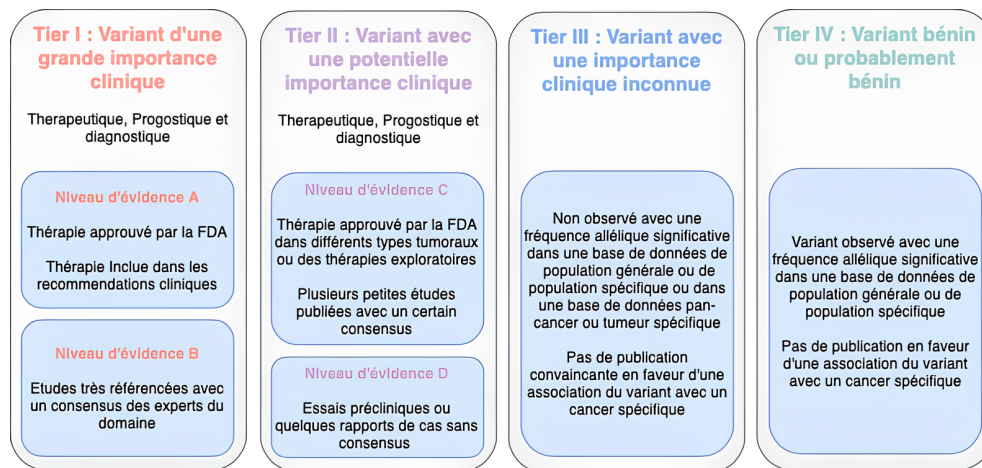 Tier I : Variant d'une
grande importance
clinique
Therapeutique, Progostique et
diagnostique
Niveau d'évidence A
Thérapie approuvé par la FDA
Thérapie Inclue dans les
recommendations cliniques
Niveau d'évidence B
Etudes très référencées avec
un consensus des experts du
domaine
Tier II : Variant avec
une potentielle
importance clinique
Therapeutique, Progostique et
diagnostique
Niveau d'évidence C
Thérapie approuvé par la FDA
dans différents types tumoraux
ou des thérapies exploratoires
Plusieurs petites études
publiées avec un certain
consensus
Niveau d'évidence D
Essais précliniques ou
quelques rapports de cas sans
consensus
Tier III : Variant avec
une importance
clinique inconnue
Non observé avec une
fréquence allélique significative
dans une base de données de
population générale ou de
population spécifique ou dans
une base de données pan-
cancer ou tumeur spécifique
Pas de publication
convaincante en faveur d'une
association du variant avec un
cancer spécifique
Tier IV : Variant bénin
ou probablement
bénin
Variant observé avec une
fréquence allélique significative
dans une base de données de
population générale ou de
population spécifique
Pas de publication en faveur
d'une association du variant
avec un cancer spécifique